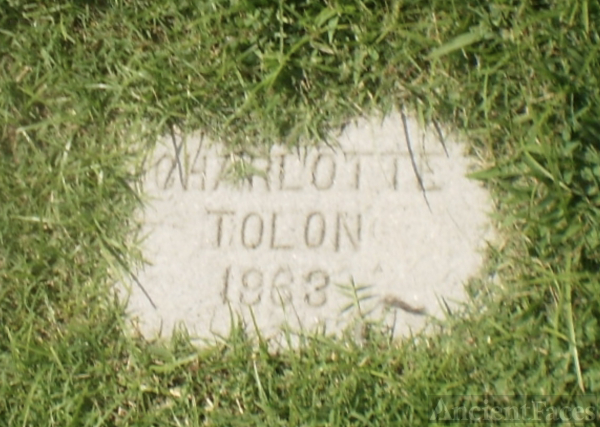 CHARLOTTE
TOLON
1963
AncientFaces